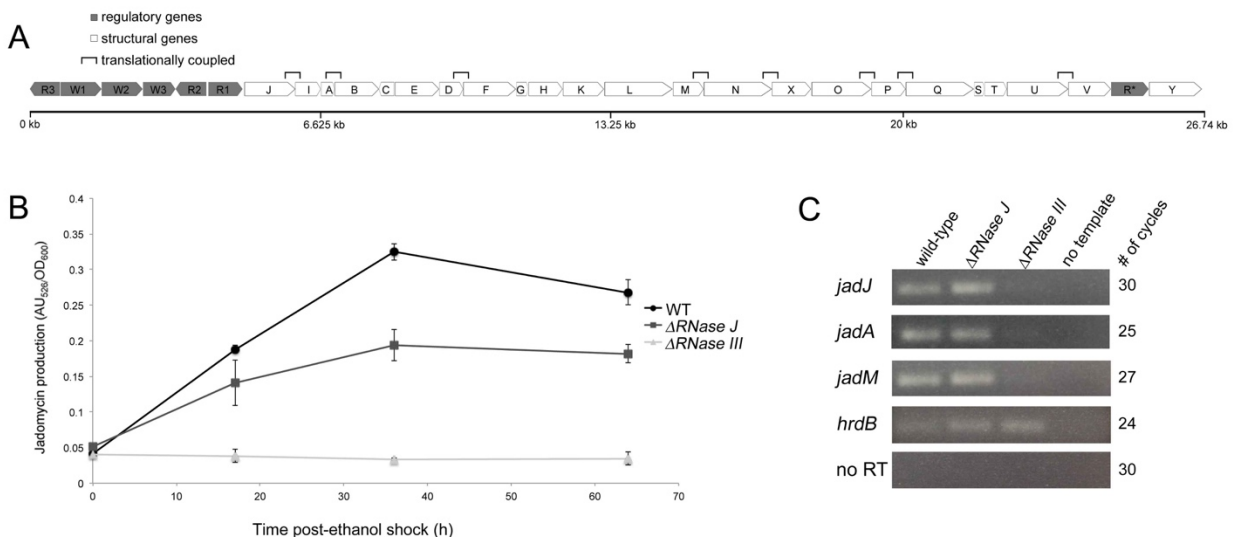 A
regulatory genes
structural genes
translationally coupled
R3 W1 W2 W3 R2 R1 J I A B C E D F G H K L M N X O P Q S T U V R* Y
0 kb 6.625 kb 13.25 kb 20 kb 26.74 kb
B
Jadomycin production (AU526/OD600)
0.4
0.35
0.3
0.25
0.2
0.15
0.1
0.05
0
0 10 20 30 40 50 60 70
Time post-ethanol shock (h)
WT
ΔRNase J
ΔRNase III
C
wild-type ΔRNase J ΔRNase III no template # of cycles
jadJ 30
jadA 25
jadM 27
hrdB 24
no RT 30